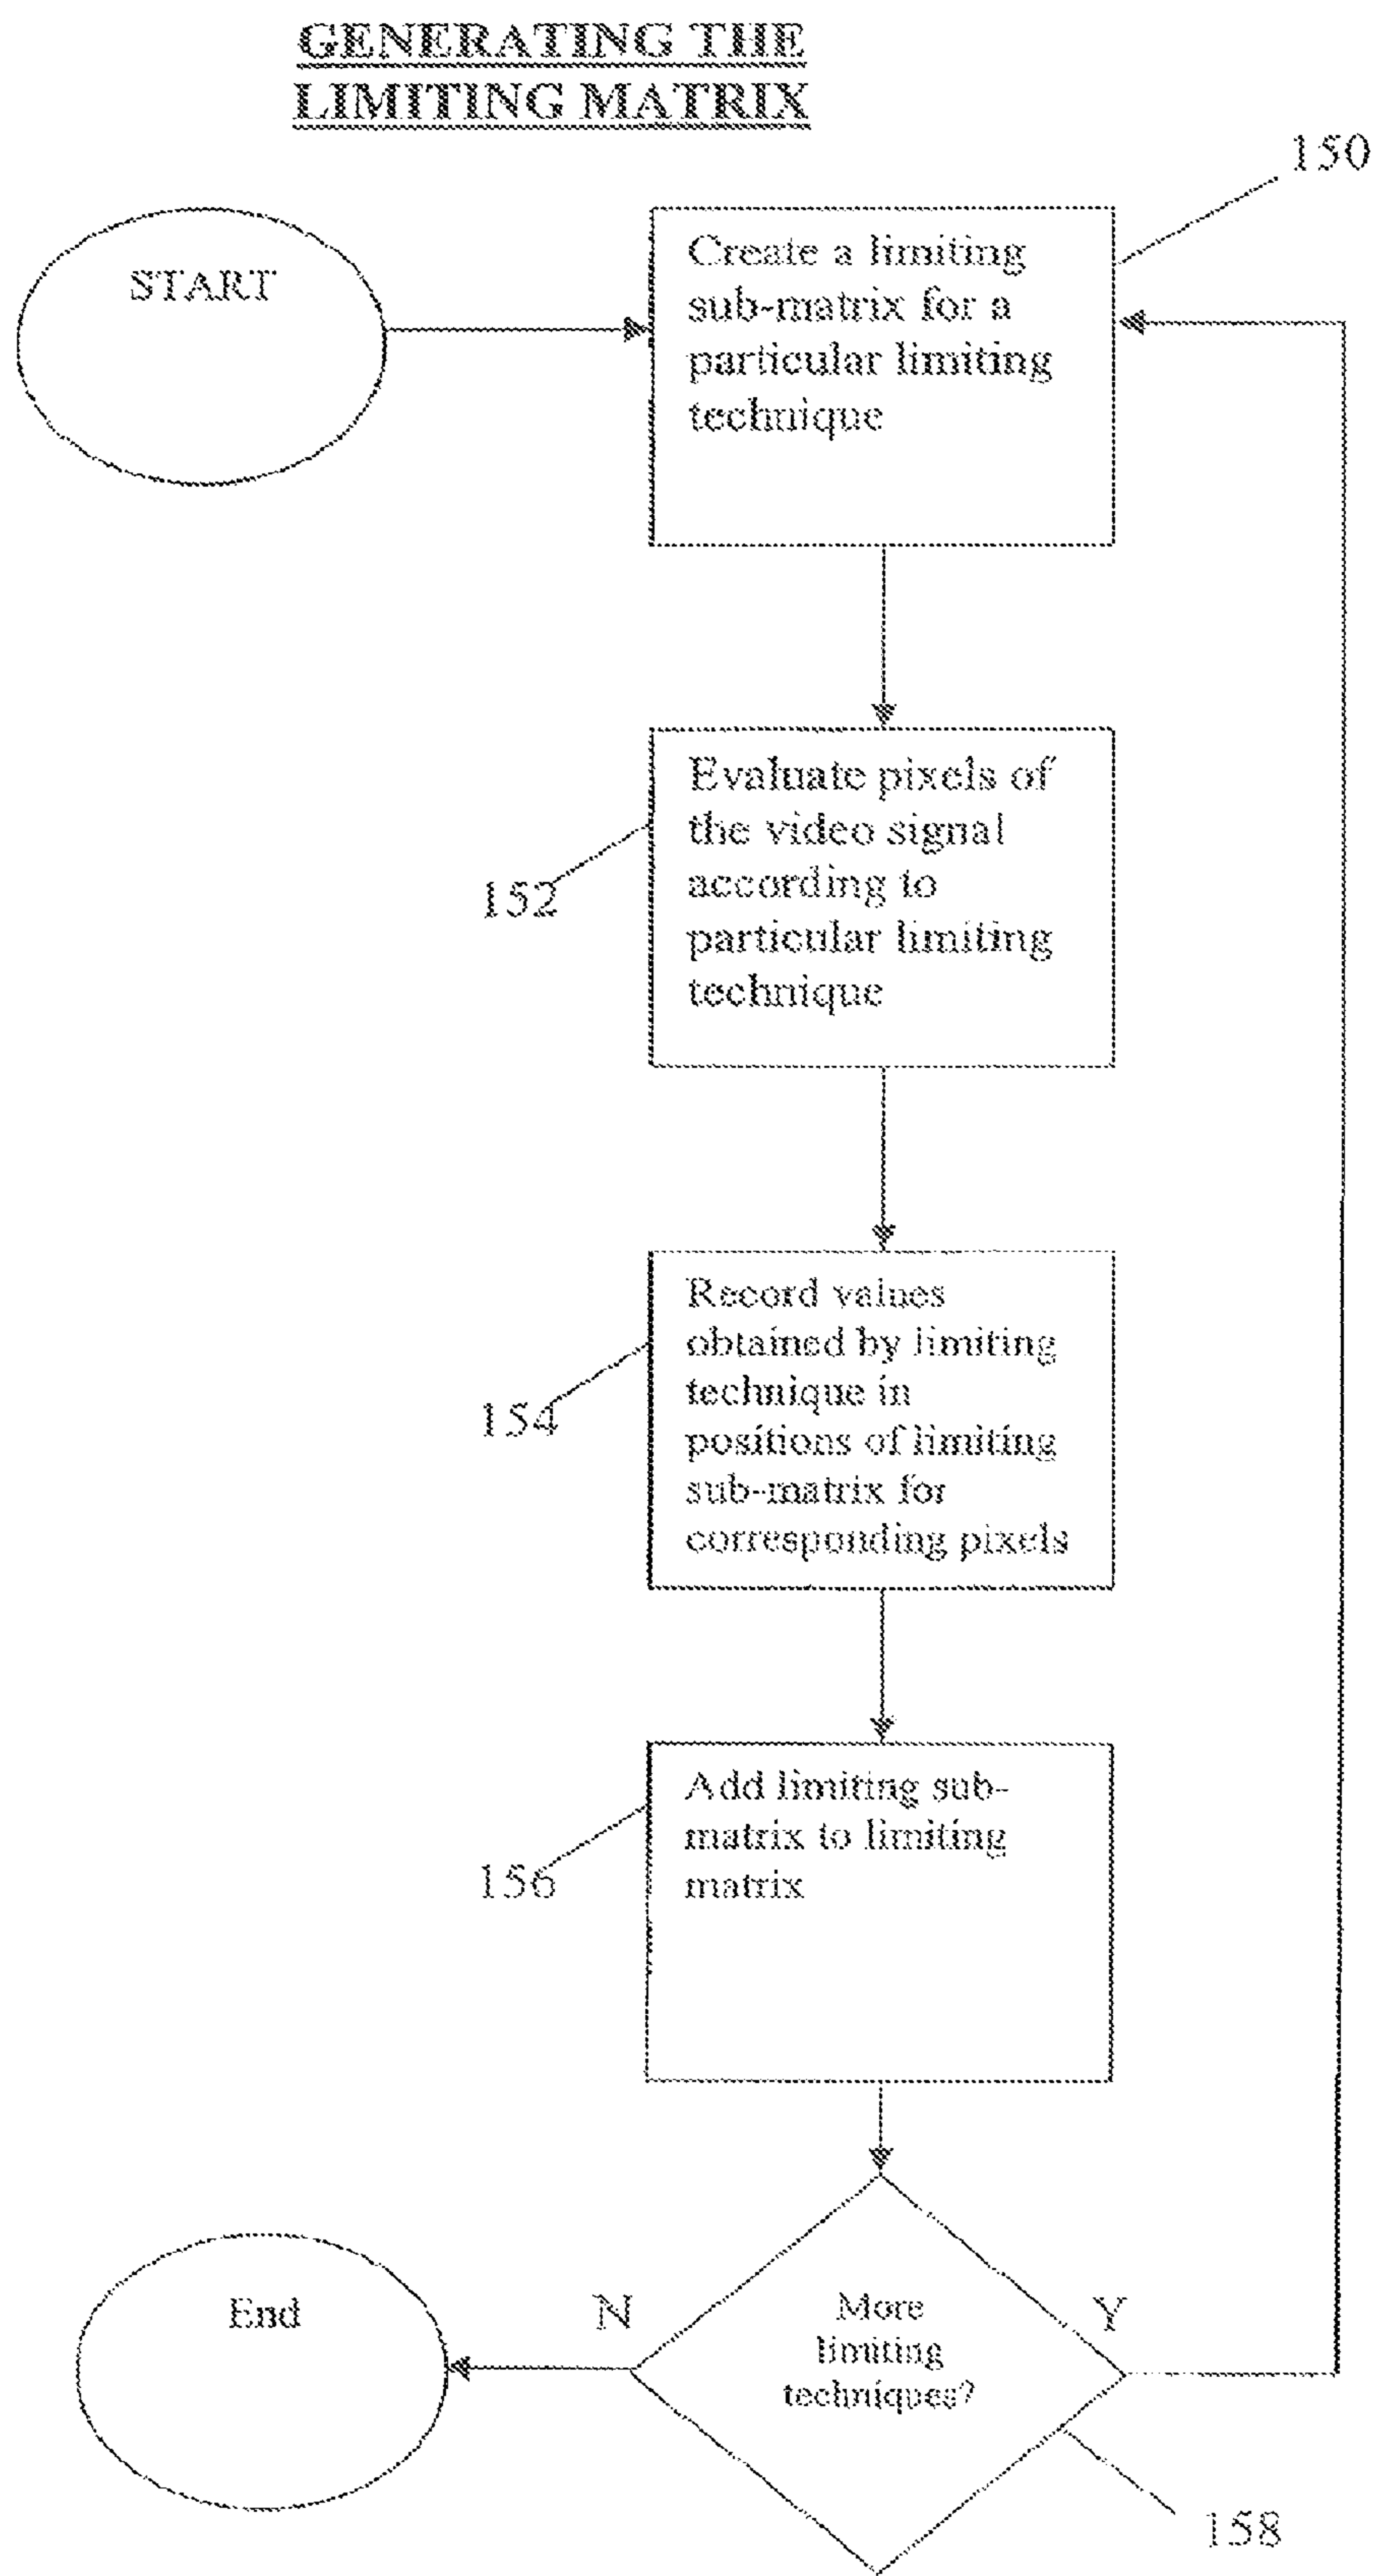 GENERATING THE
LIMITING MATRIX
150
START
Create a limiting
sub-matrix for a
particular limiting
technique
Evaluate pixels of
the video signal
according to
particular limiting
technique
152
Record values
obtained by limiting
technique in
positions of limiting
sub-matrix for
corresponding pixels
154
Add limiting sub-
matrix to limiting
matrix
156
End
N
More
limiting
techniques?
Y
158